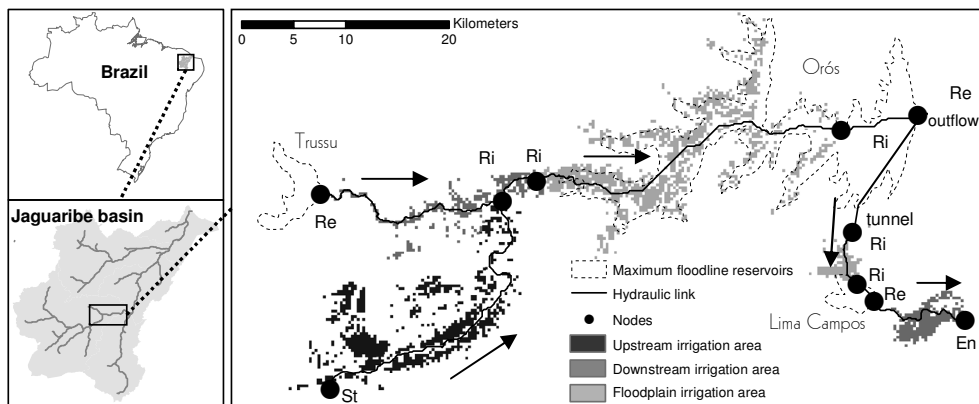 Brazil
Jaguaribe basin
Kilometers
0 5 10 20
Orós
Re
outflow
Ri
Trussu
Ri
Ri
Re
tunnel
Ri
Ri
Re
Lima Campos
En
St
Maximum floodline reservoirs
Hydraulic link
Nodes
Upstream irrigation area
Downstream irrigation area
Floodplain irrigation area